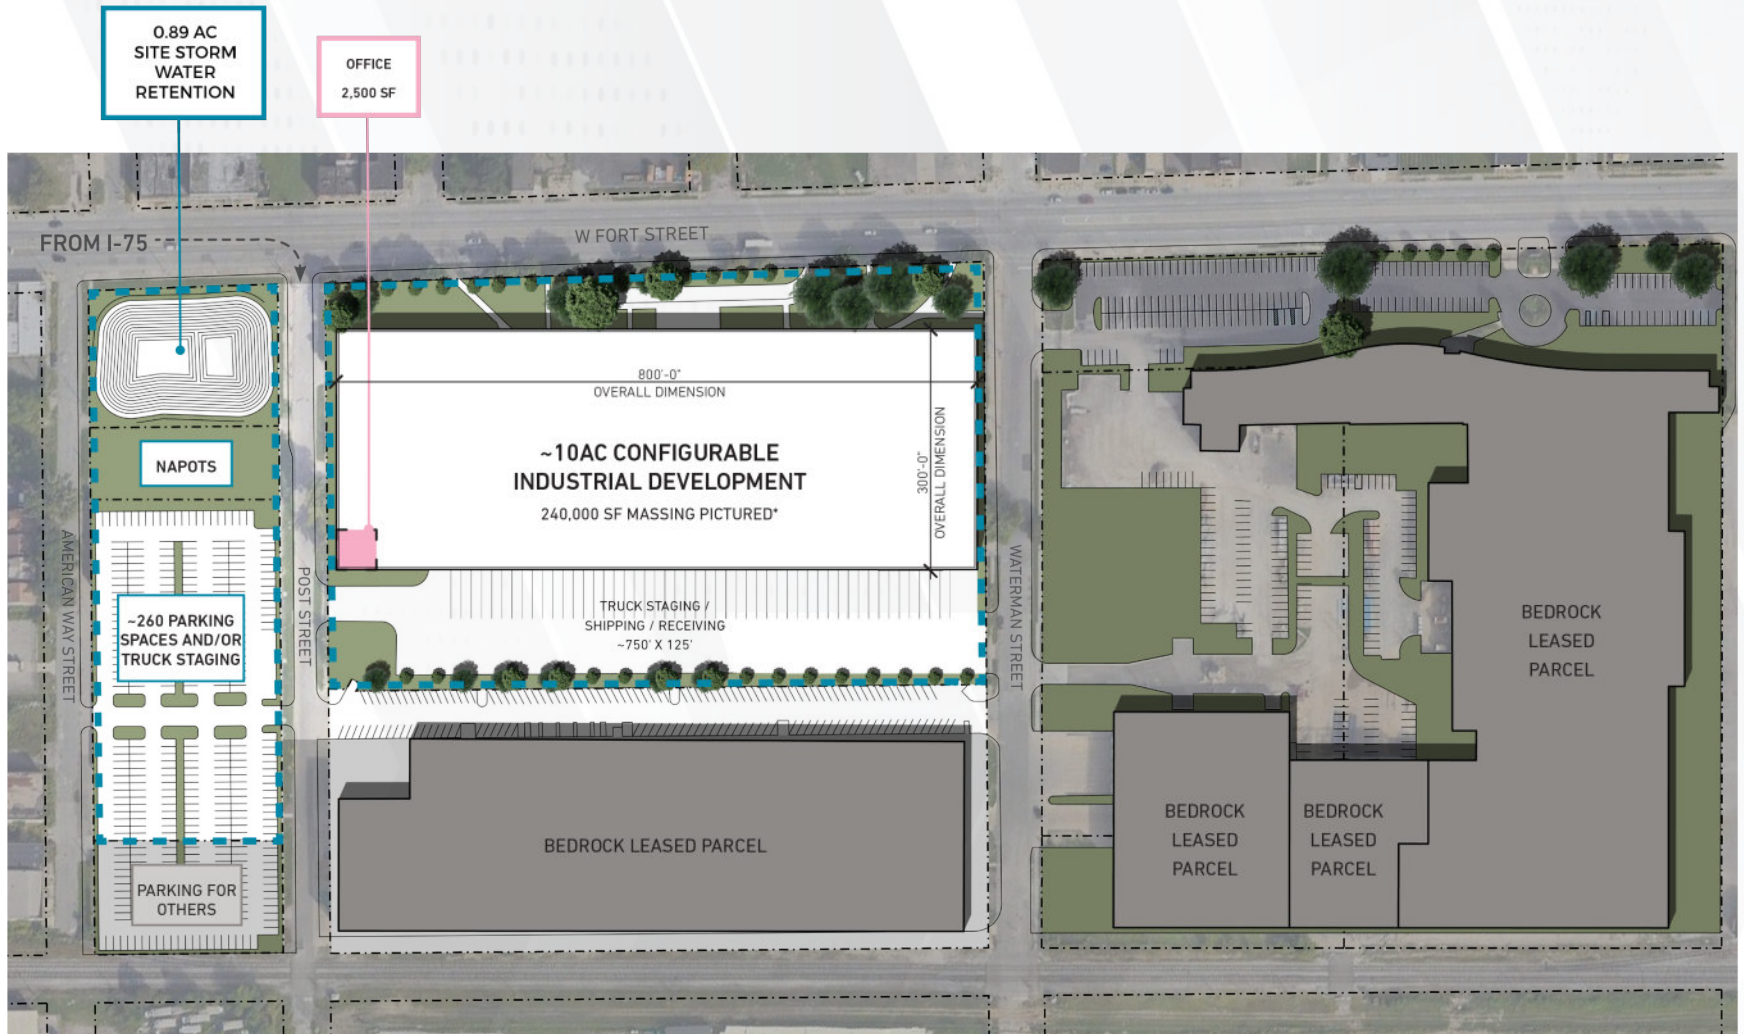 0.89 AC
SITE STORM
WATER
RETENTION
OFFICE
2,500 SF
FROM I-75
W FORT STREET
800'-0"
OVERALL DIMENSION
~10AC CONFIGURABLE
INDUSTRIAL DEVELOPMENT
240,000 SF MASSING PICTURED*
300'-0"
OVERALL DIMENSION
NAPOTS
AMERICAN WAY STREET
~260 PARKING
SPACES AND/OR
TRUCK STAGING
POST STREET
TRUCK STAGING /
SHIPPING / RECEIVING
~750' X 125'
WATERMAN STREET
BEDROCK
LEASED
PARCEL
BEDROCK LEASED PARCEL
BEDROCK
LEASED
PARCEL
BEDROCK
LEASED
PARCEL
PARKING FOR
OTHERS